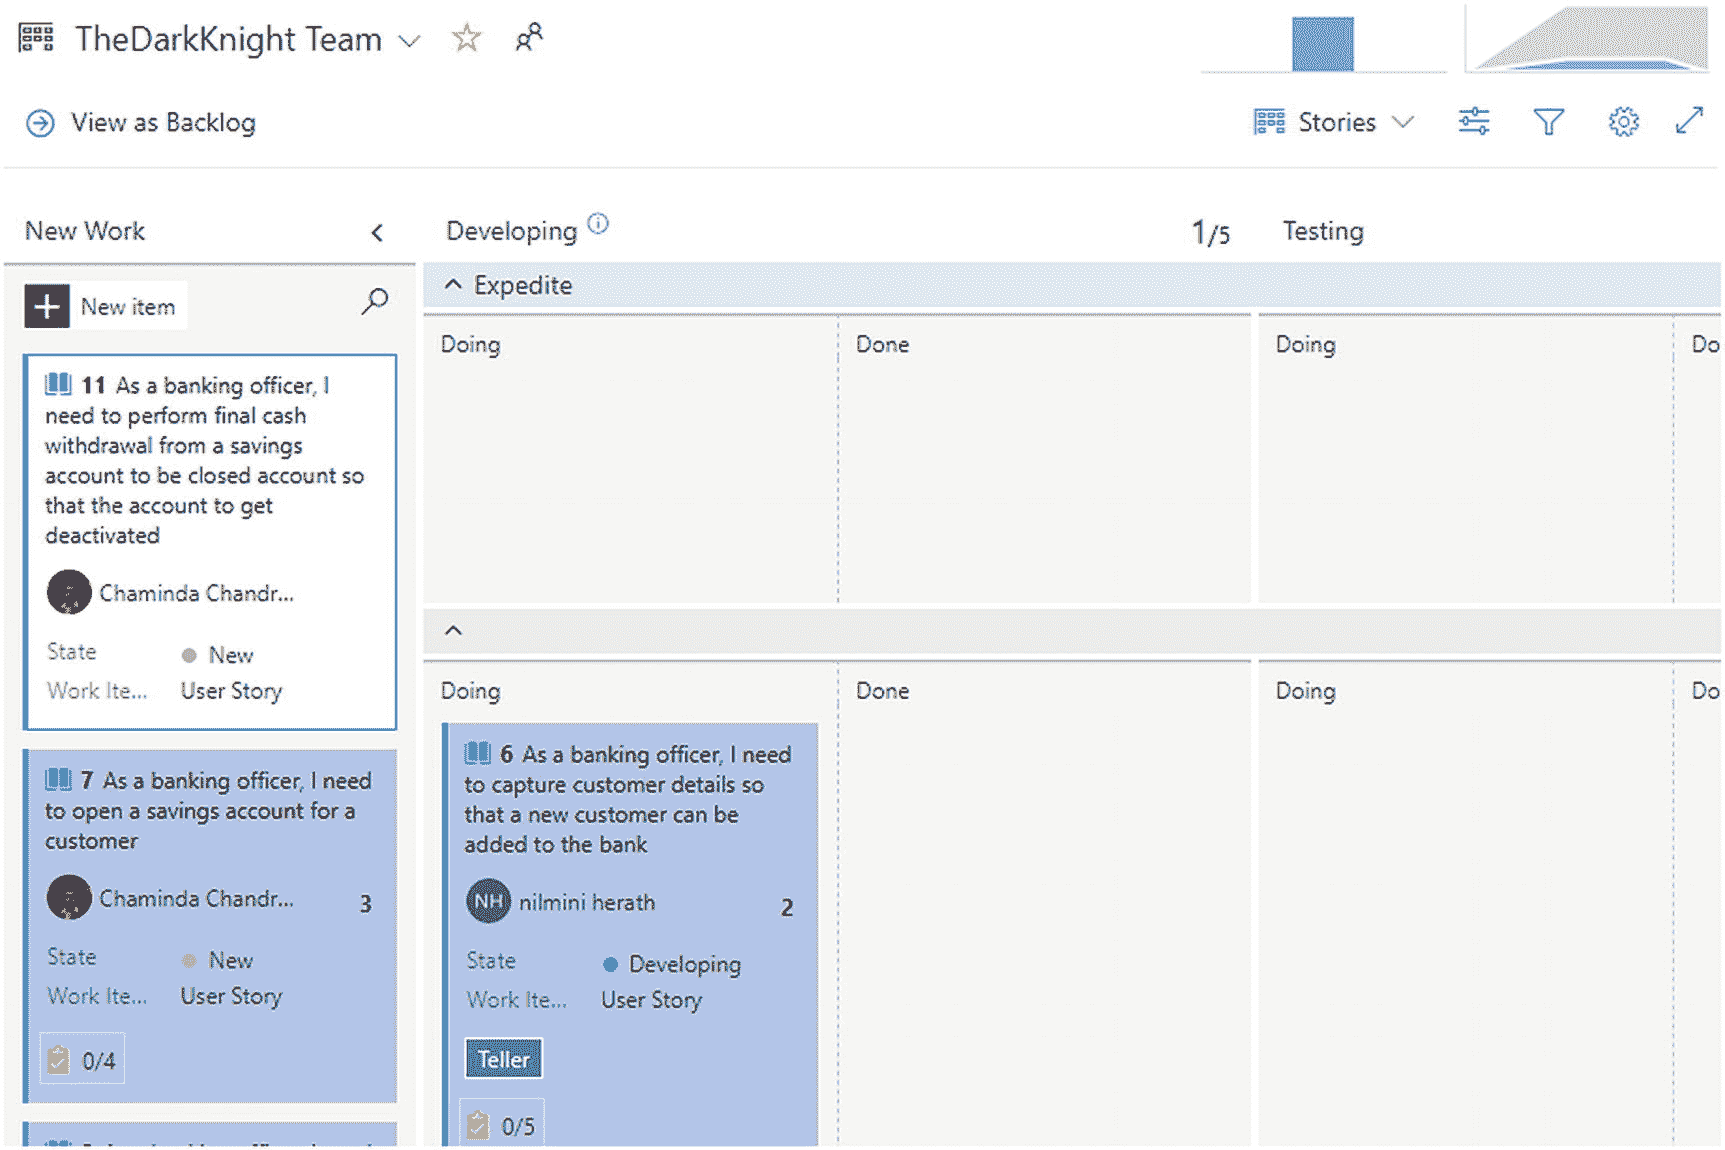 TheDarkKnight Team
View as Backlog
Stories
New Work
Developing
1/5
Testing
New item
Expedite
Doing
Done
Doing
Do
11 As a banking officer, I
need to perform final cash
withdrawal from a savings
account to be closed account so
that the account to get
deactivated
Chaminda Chandr...
State
New
Work Ite...
User Story
7 As a banking officer, I need
to open a savings account for a
customer
Chaminda Chandr...
3
State
New
Work Ite...
User Story
0/4
Doing
Done
Doing
Do
6 As a banking officer, I need
to capture customer details so
that a new customer can be
added to the bank
NH nilmini herath
2
State
Developing
Work Ite...
User Story
Teller
0/5